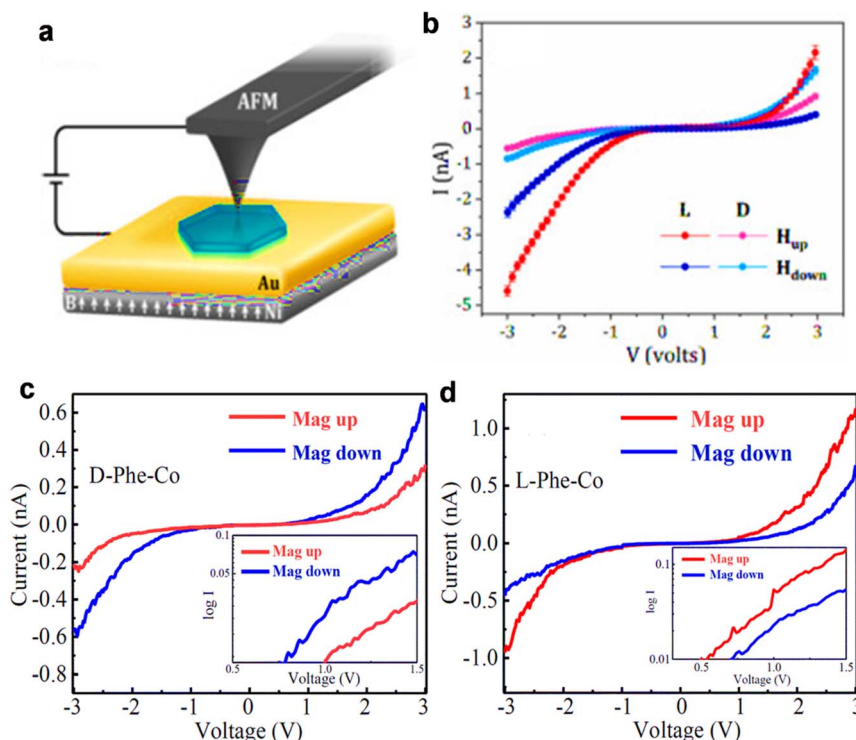 a
AFM
Au
B
Ni
b
I (nA)
3
2
1
0
-1
-2
-3
-4
-5
L D
H_up
H_down
-3 -2 -1 0 1 2 3
V (volts)
c
Current (nA)
0.6
0.4
0.2
0.0
-0.2
-0.4
-0.6
-0.8
Mag up
Mag down
D-Phe-Co
log I
0.1
0.05
Mag up
Mag down
0.5 1.0 1.5
Voltage (V)
-3 -2 -1 0 1 2 3
Voltage (V)
d
Current (nA)
1.0
0.5
0.0
-0.5
-1.0
Mag up
Mag down
L-Phe-Co
log I
0.1
0.01
Mag up
Mag down
0.5 1.0 1.5
Voltage (V)
-3 -2 -1 0 1 2 3
Voltage (V)